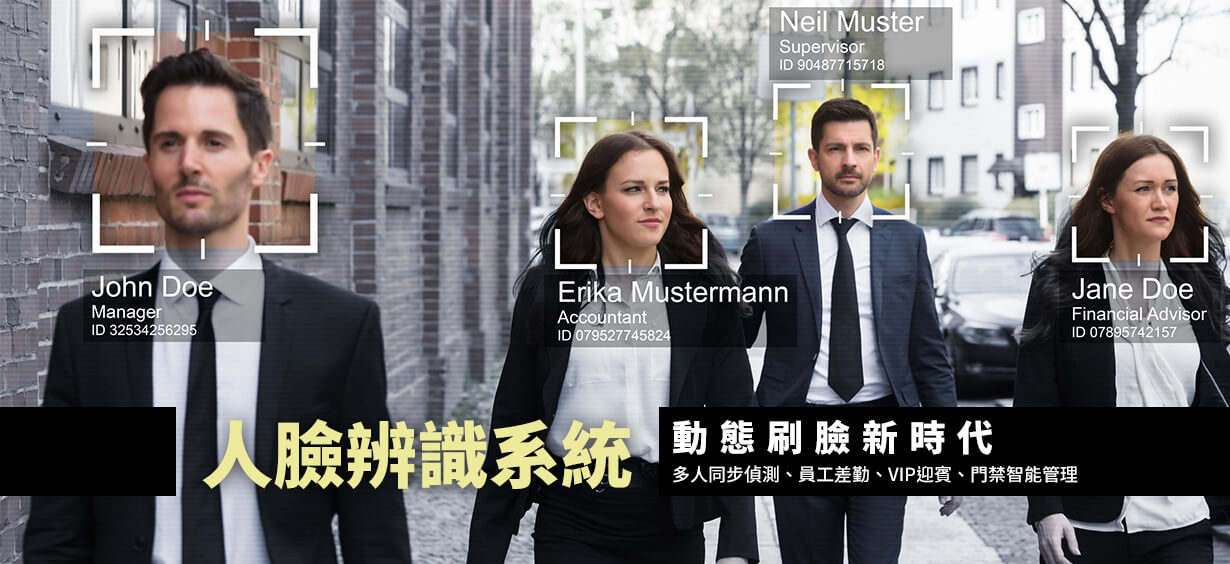 Neil Muster
Supervisor
ID 90487715718
John Doe
Manager
ID 32534256295
Erika Mustermann
Accountant
ID 079527745824
Jane Doe
Financial Advisor
ID 07895742157
人臉辨識系統
動態刷臉新時代
多人同步偵測、員工差勤、VIP迎賓、門禁智能管理